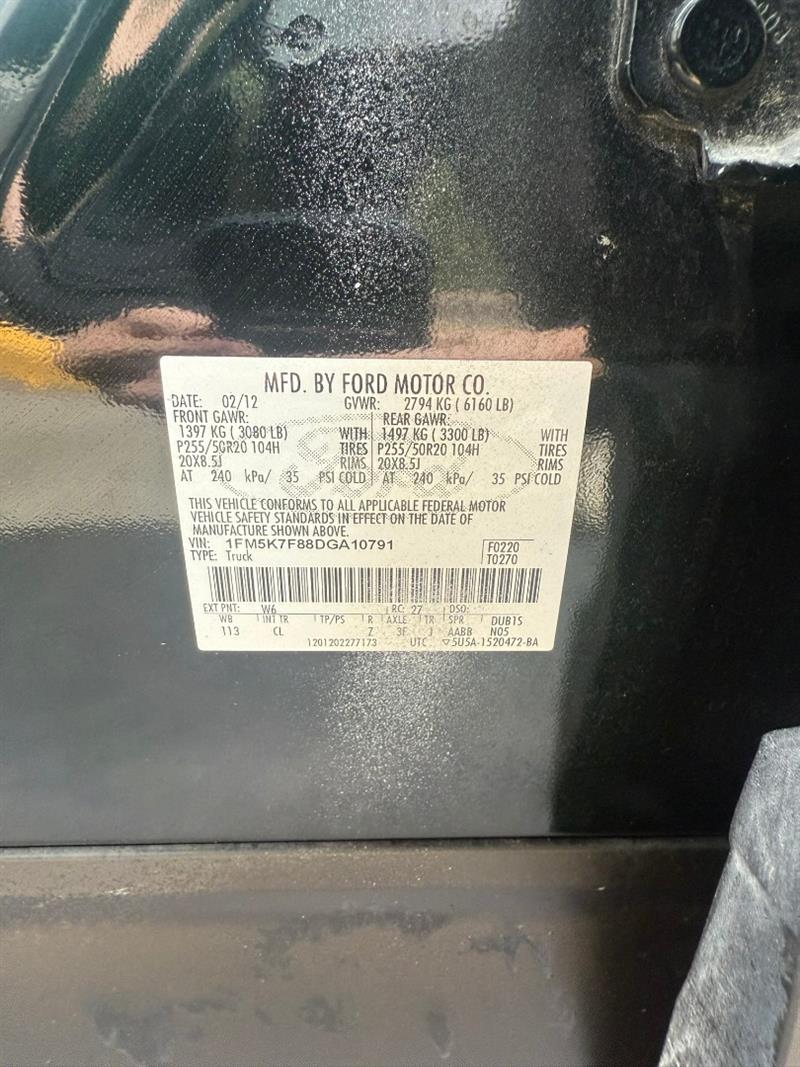 MFD. BY FORD MOTOR CO.
DATE: 02/12 GVWR: 2794 KG ( 6160 LB)
FRONT GAWR: REAR GAWR:
1397 KG ( 3080 LB) WITH 1497 KG ( 3300 LB) WITH
P255/50R20 104H TIRES P255/50R20 104H TIRES
20X8.5J RIMS 20X8.5J RIMS
AT 240 kPa/ 35 PSI COLD AT 240 kPa/ 35 PSI COLD
THIS VEHICLE CONFORMS TO ALL APPLICABLE FEDERAL MOTOR
VEHICLE SAFETY STANDARDS IN EFFECT ON THE DATE OF
MANUFACTURE SHOWN ABOVE.
VIN: 1FM5K7F88DGA10791 F0220
TYPE: Truck T0270
EXT PNT: W6 RC: 27 DSO:
WB INT TR TP/PS R AXLE TR SPR DUB1S
113 CL Z 3F J AABB N05
1201202277173 UTC ▽5U5A-1520472-BA